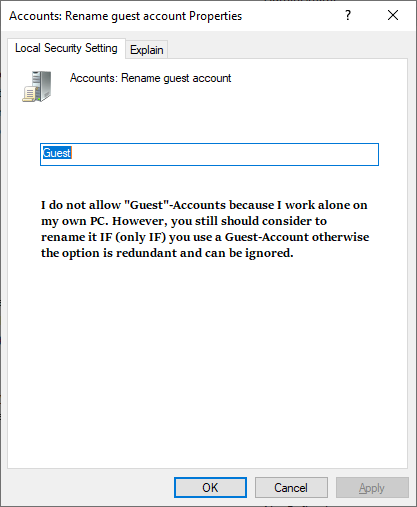 Accounts: Rename guest account Properties
?
Local Security Setting
Explain
Accounts: Rename guest account
Guest
I do not allow "Guest"-Accounts because I work alone on
my own PC. However, you still should consider to
rename it IF (only IF) you use a Guest-Account otherwise
the option is redundant and can be ignored.
OK
Cancel
Apply